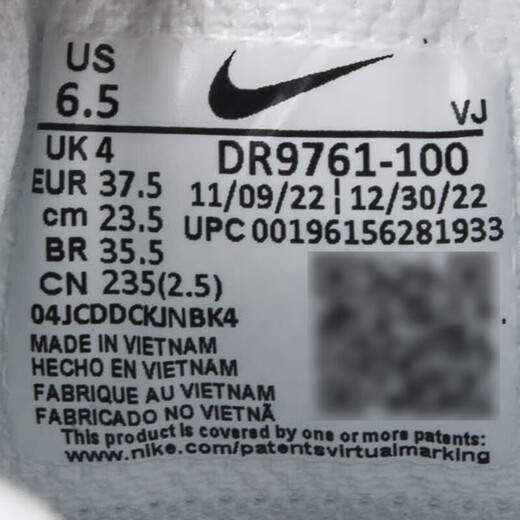 US
6.5
VJ
UK 4
EUR 37.5
cm 23.5
BR 35.5
CN 235(2.5)
DR9761-100
11/09/22 ¦ 12/30/22
UPC 00196156281933
04JCDDCKJNBK4
MADE IN VIETNAM
HECHO EN VIETNAM
FABRIQUE AU VIETNAM
FABRICADO NO VIETNÃ
This product is covered by one or more patents:
www.nike.com/patentsvirtualmarking